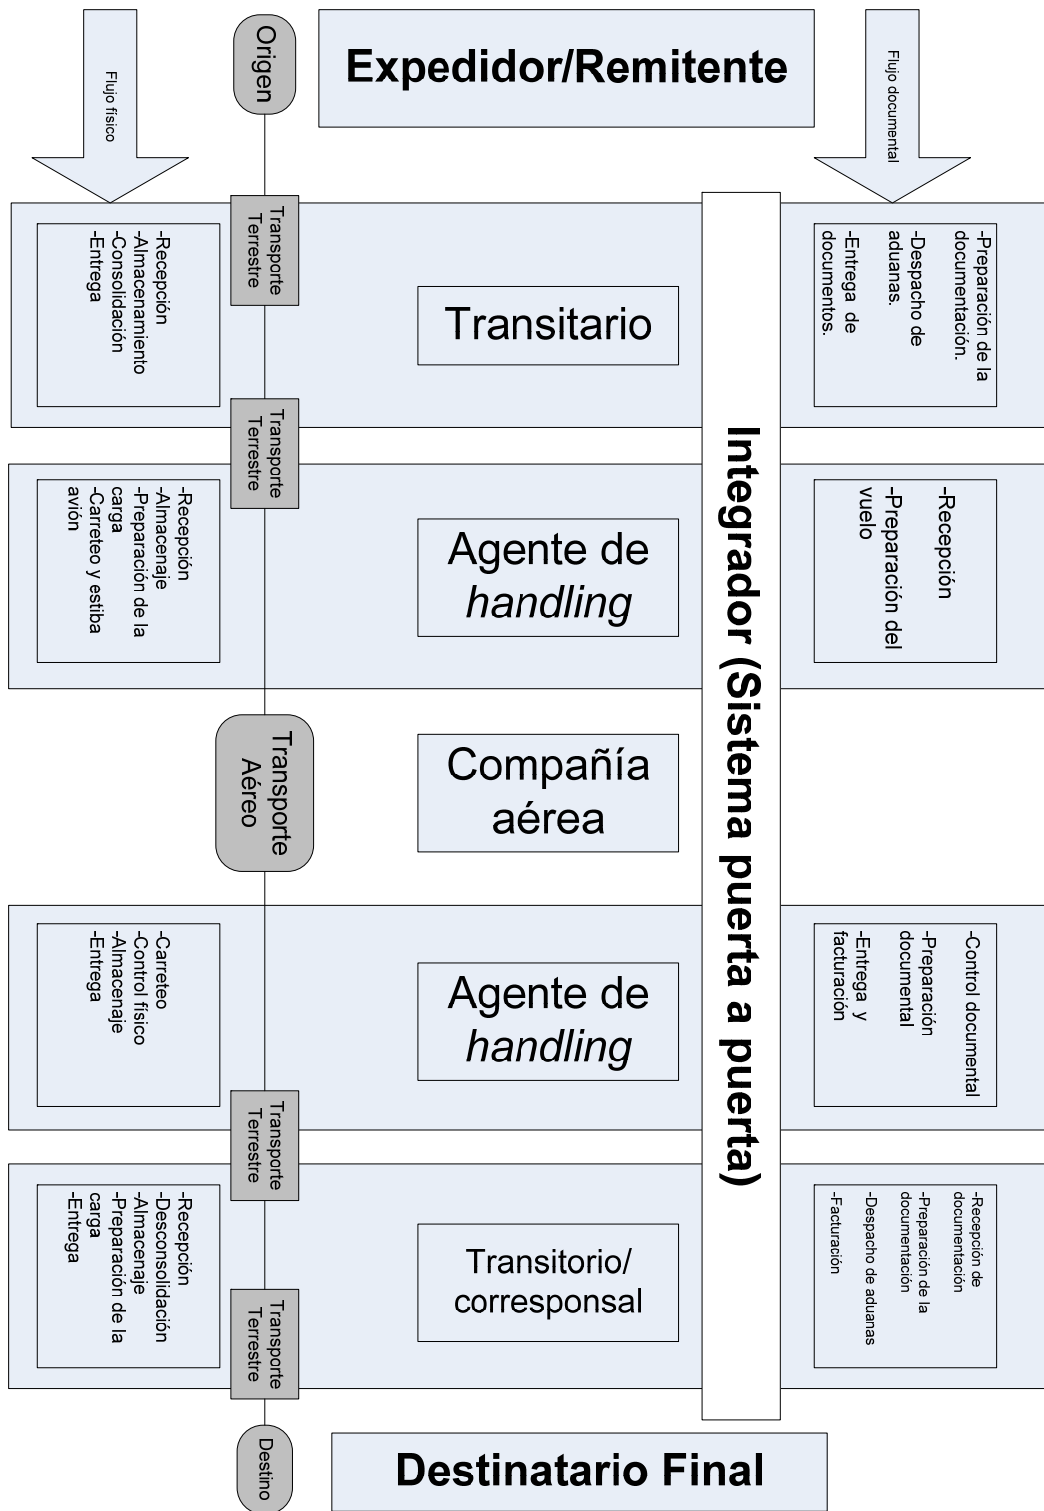 Expedidor/Remitente
Origen
Flujo físico
Flujo documental
Transporte
Terrestre
-Recepción
-Almacenamiento
-Consolidación
-Entrega
Transitario
-Preparación de la
documentación.
-Despacho de
aduanas.
-Entrega de
documentos.
Transporte
Terrestre
-Recepción
-Almacenaje
-Preparación de la
carga
-Carreteo y estiba
avión
Agente de
handling
-Recepción
-Preparación del
vuelo
Integrador (Sistema puerta a puerta)
Transporte
Aéreo
Compañía
aérea
-Carreteo
-Control físico
-Almacenaje
-Entrega
Agente de
handling
-Control documental
-Preparación
documental
-Entrega y
facturación
Transporte
Terrestre
-Recepción
-Desconsolidación
-Almacenaje
-Preparación de la
carga
-Entrega
Transitorio/
corresponsal
-Recepción de
documentación
-Preparación de la
documentación
-Despacho de aduanas
-Facturación
Transporte
Terrestre
Destino
Destinatario Final